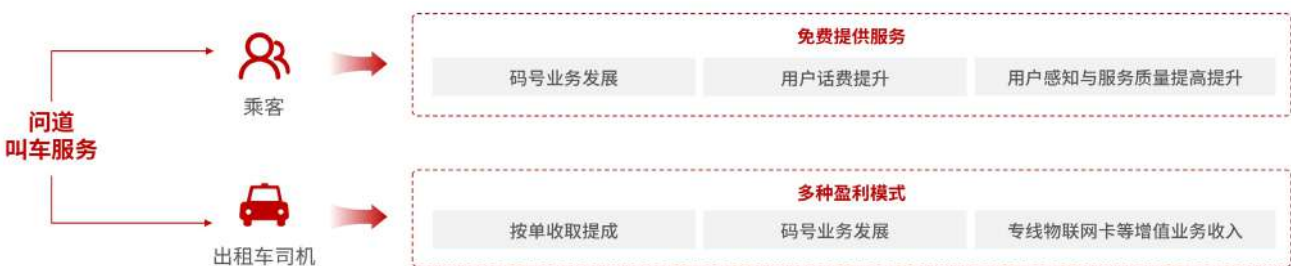 问道
叫车服务
乘客
免费提供服务
码号业务发展
用户话费提升
用户感知与服务质量提高提升
出租车司机
多种盈利模式
按单收取提成
码号业务发展
专线物联网卡等增值业务收入